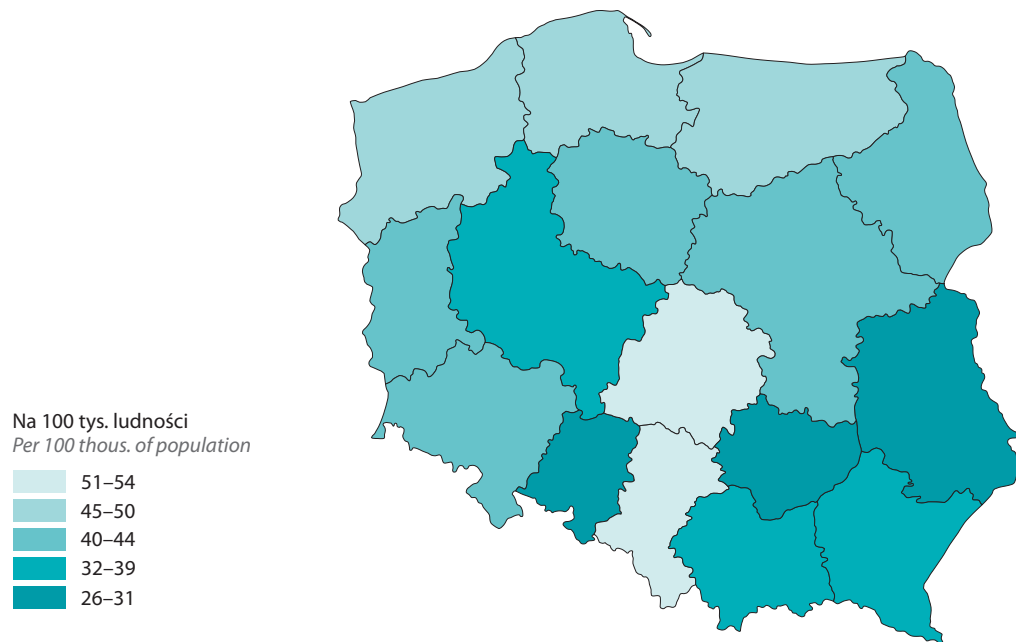 Na 100 tys. ludności
Per 100 thous. of population
51–54
45–50
40–44
32–39
26–31